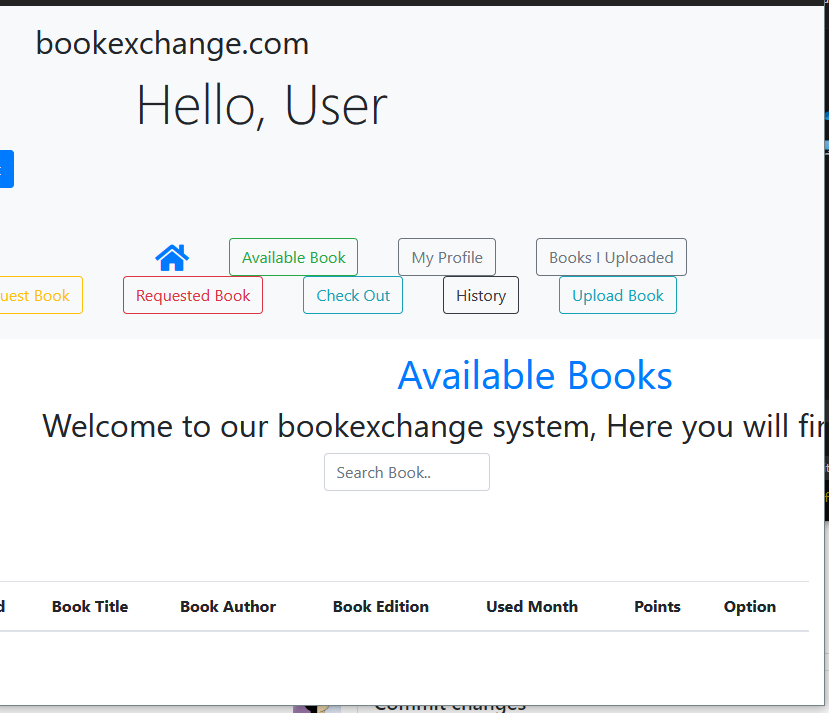 bookexchange.com
Hello, User
Available Book My Profile Books I Uploaded
uest Book Requested Book Check Out History Upload Book
Available Books
Welcome to our bookexchange system, Here you will fin
Search Book..
d Book Title Book Author Book Edition Used Month Points Option
Commit changes